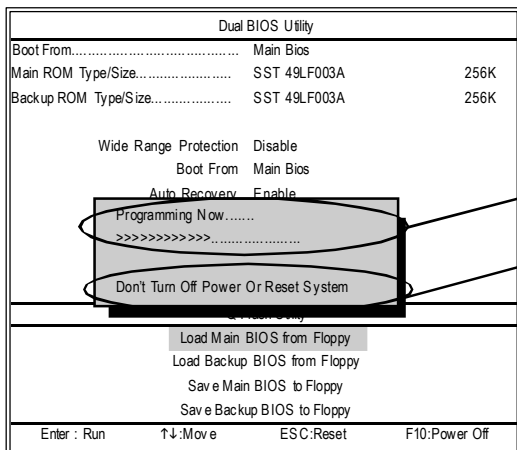 Dual BIOS Utility
Boot From...................................... Main Bios
Main ROM Type/Size...................... SST 49LF003A 256K
Backup ROM Type/Size................... SST 49LF003A 256K
Wide Range Protection Disable
Boot From Main Bios
Auto Recovery Enable
Programming Now.......
>>>>>>>>>>>>.....................
Don't Turn Off Power Or Reset System
Load Main BIOS from Floppy
Load Backup BIOS from Floppy
Save Main BIOS to Floppy
Save Backup BIOS to Floppy
Enter : Run ↑↓:Move ESC:Reset F10:Power Off